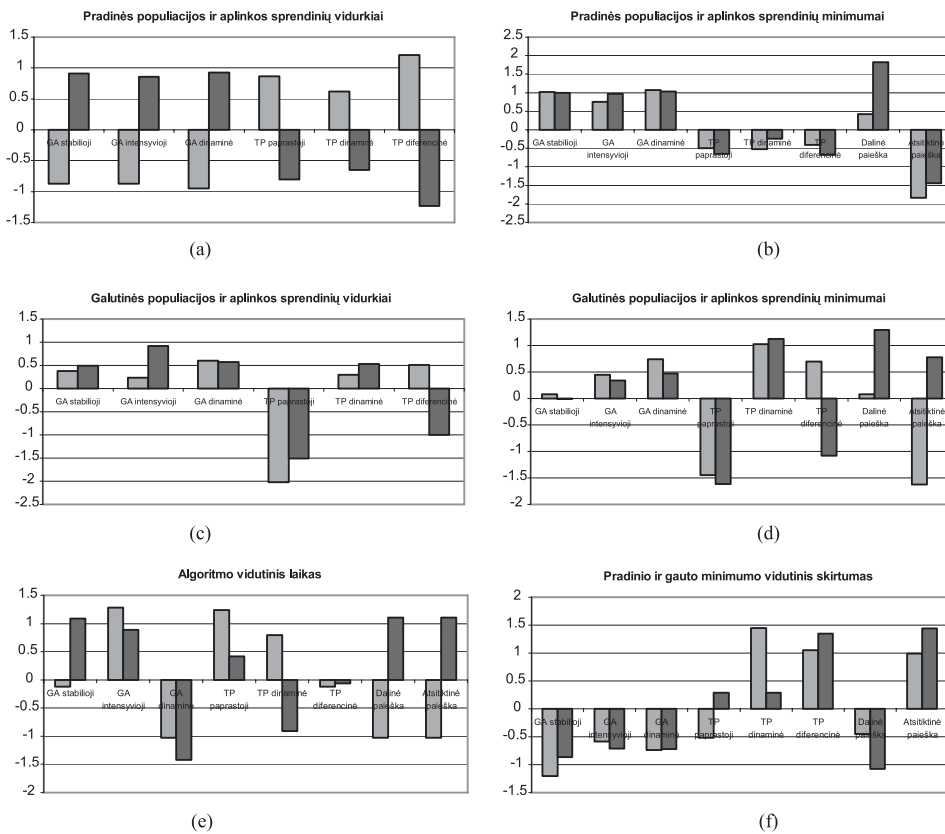 Pradinės populiacijos ir aplinkos sprendinių vidurkiai
1.5
1
0.5
0
-0.5
-1
-1.5
GA stabilioji GA intensyvioji GA dinaminė TP paprastoji TP dinaminė TP diferencinė
(a)
Pradinės populiacijos ir aplinkos sprendinių minimumai
2.5
2
1.5
1
0.5
0
-0.5
-1
-1.5
-2
-2.5
GA stabilioji GA intensyvioji GA dinaminė TP paprastoji TP dinaminė TP diferencinė Dalinė paieška Atsitiktinė paieška
(b)
Galutinės populiacijos ir aplinkos sprendinių vidurkiai
1.5
1
0.5
0
-0.5
-1
-1.5
-2
2.5
GA stabilioji GA intensyvioji GA dinaminė TP paprastoji TP dinaminė TP diferencinė
(c)
Galutinės populiacijos ir aplinkos sprendinių minimumai
1.5
1
0.5
0
-0.5
-1
-1.5
-2
GA stabilioji GA intensyvioji GA dinaminė TP paprastoji TP dinaminė TP diferencinė Dalinė paieška Atsitiktinė paieška
(d)
Algoritmo vidutinis laikas
1.5
1
0.5
0
-0.5
-1
-1.5
-2
GA stabilioji GA intensyvioji GA dinaminė TP paprastoji TP dinaminė TP diferencinė Dalinė paieška Atsitiktinė paieška
(e)
Pradinio ir gauto minimumo vidutinis skirtumas
2
1.5
1
0.5
0
-0.5
-1
-1.5
GA stabilioji GA intensyvioji GA dinaminė TP paprastoji TP dinaminė TP diferencinė Dalinė paieška Atsitiktinė paieška
(f)